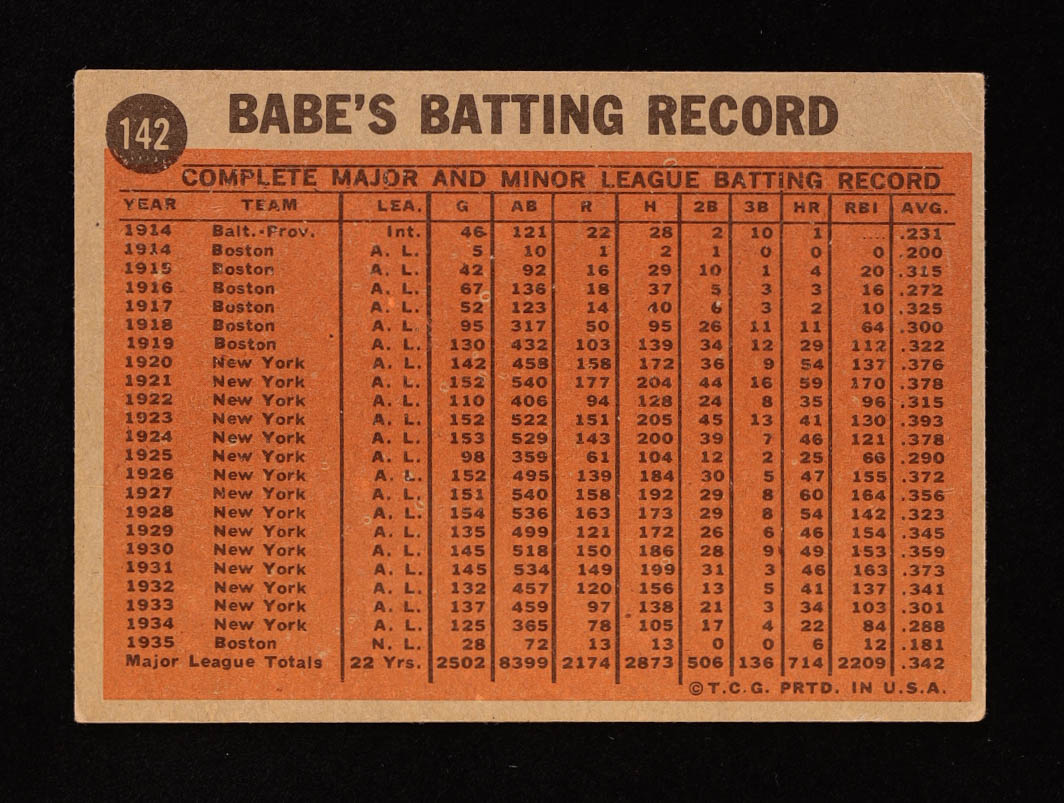 142 BABE'S BATTING RECORD
COMPLETE MAJOR AND MINOR LEAGUE BATTING RECORD
YEAR TEAM LEA. G AB R H 2B 3B HR RBI AVG.
1914 Balt.-Prov. Int. 46 121 22 28 2 10 1 .... .231
1914 Boston A. L. 5 10 1 2 1 0 0 0 .200
1915 Boston A. L. 42 92 16 29 10 1 4 20 .315
1916 Boston A. L. 67 136 18 37 5 3 3 16 .272
1917 Boston A. L. 52 123 14 40 6 3 2 10 .325
1918 Boston A. L. 95 317 50 95 26 11 11 64 .300
1919 Boston A. L. 130 432 103 139 34 12 29 112 .322
1920 New York A. L. 142 458 158 172 36 9 54 137 .376
1921 New York A. L. 152 540 177 204 44 16 59 170 .378
1922 New York A. L. 110 406 94 128 24 8 35 96 .315
1923 New York A. L. 152 522 151 205 45 13 41 130 .393
1924 New York A. L. 153 529 143 200 39 7 46 121 .378
1925 New York A. L. 98 359 61 104 12 2 25 66 .290
1926 New York A. L. 152 495 139 184 30 5 47 155 .372
1927 New York A. L. 151 540 158 192 29 8 60 164 .356
1928 New York A. L. 154 536 163 173 29 8 54 142 .323
1929 New York A. L. 135 499 121 172 26 6 46 154 .345
1930 New York A. L. 145 518 150 186 28 9 49 153 .359
1931 New York A. L. 145 534 149 199 31 3 46 163 .373
1932 New York A. L. 132 457 120 156 13 5 41 137 .341
1933 New York A. L. 137 459 97 138 21 3 34 103 .301
1934 New York A. L. 125 365 78 105 17 4 22 84 .288
1935 Boston N. L. 28 72 13 13 0 0 6 12 .181
Major League Totals 22 Yrs. 2502 8399 2174 2873 506 136 714 2209 .342
©T.C.G. PRTD. IN U.S.A.